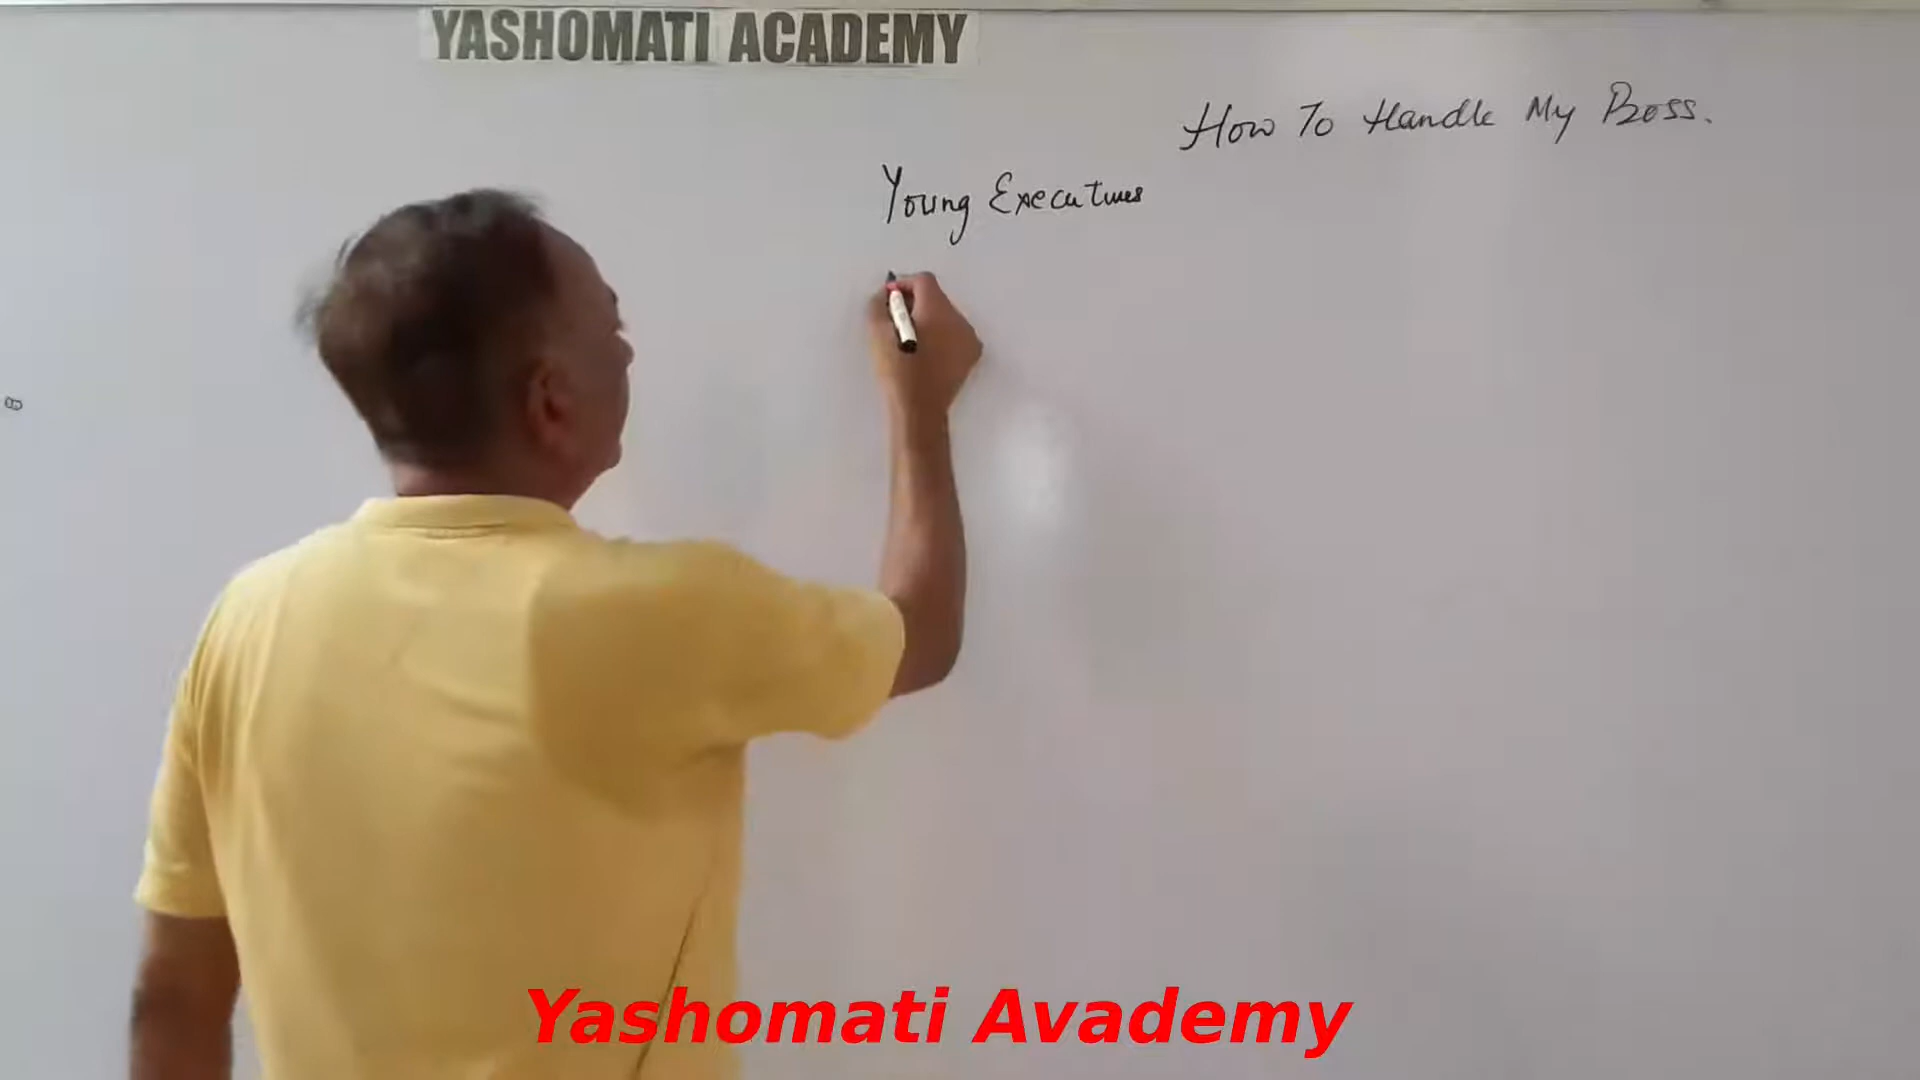 YASHOMATI ACADEMY
How To Handle My Boss.
Young Executives
Yashomati Avademy